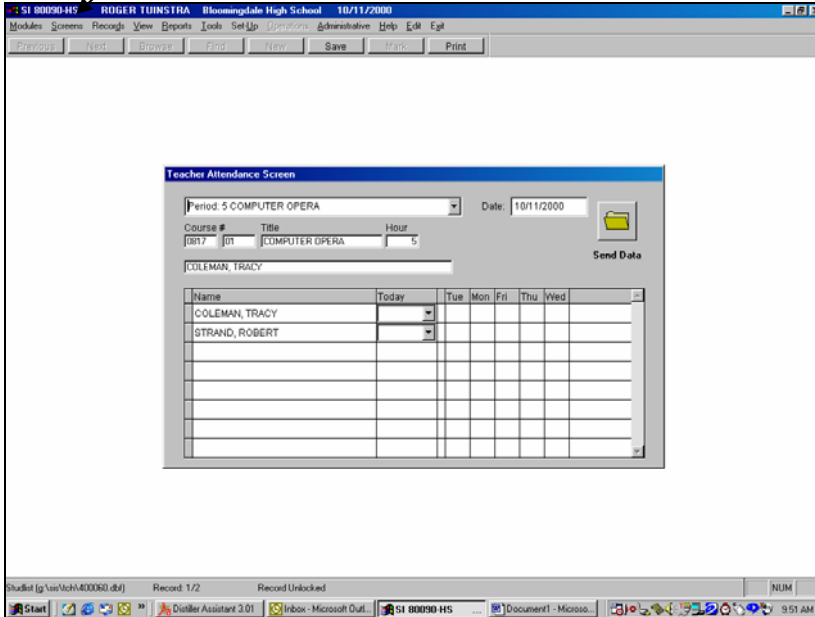 SI 80090-HS ROGER TUINSTRA Bloomingdale High School 10/11/2000
Modules Screens Records View Reports Tools Set-Up Operations Administrative Help Edit Exit
Previous Next Browse Find New Save Mark Print
Teacher Attendance Screen
Period: 5 COMPUTER OPERA Date: 10/11/2000
Course # Title Hour
0817 01 COMPUTER OPERA 5
Send Data
COLEMAN, TRACY
Name Today Tue Mon Fri Thu Wed
COLEMAN, TRACY
STRAND, ROBERT
Studlist (g:\sis\tch\400060.dbf) Record: 1/2 Record Unlocked NUM
Start Distiller Assistant 3.01 Inbox - Microsoft Outl... SI 80090-HS ... Document1 - Microso... 9:51 AM